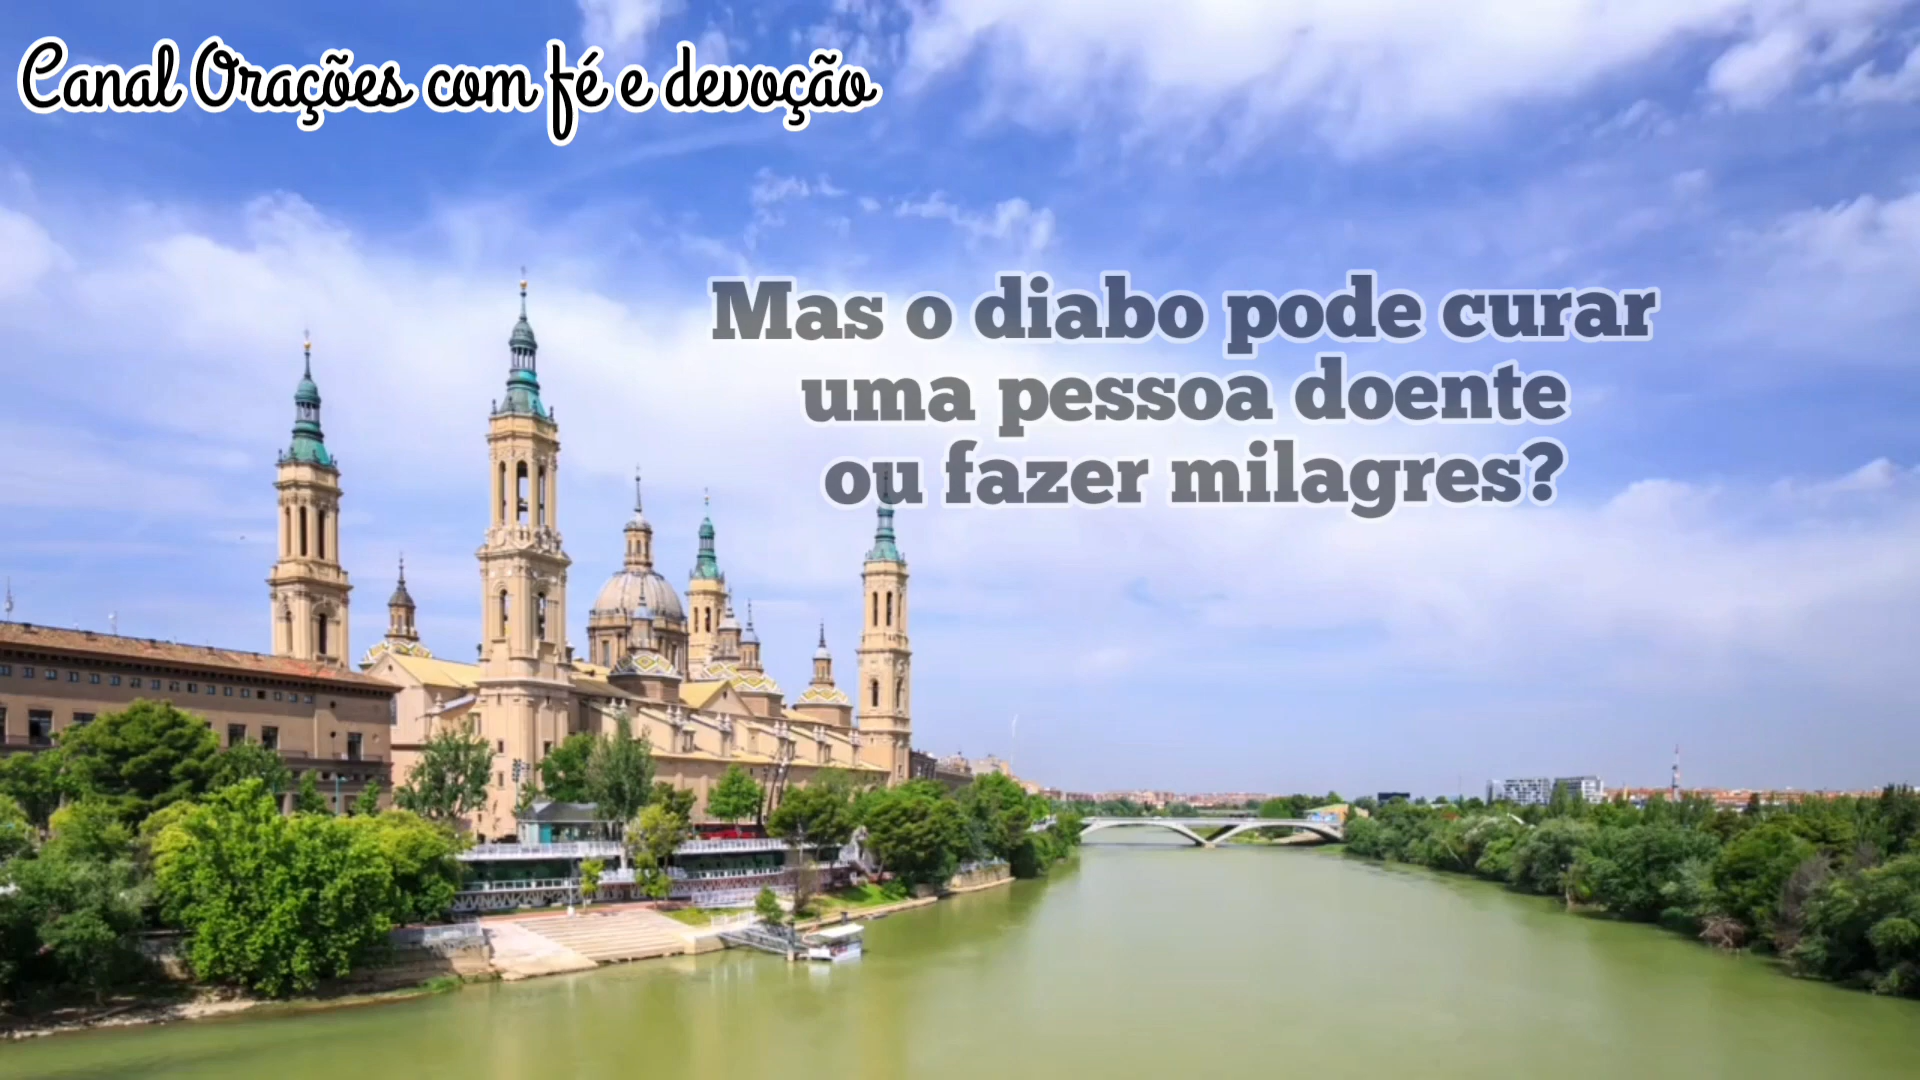 Canal Orações com fé e devoção
Mas o diabo pode curar
uma pessoa doente
ou fazer milagres?